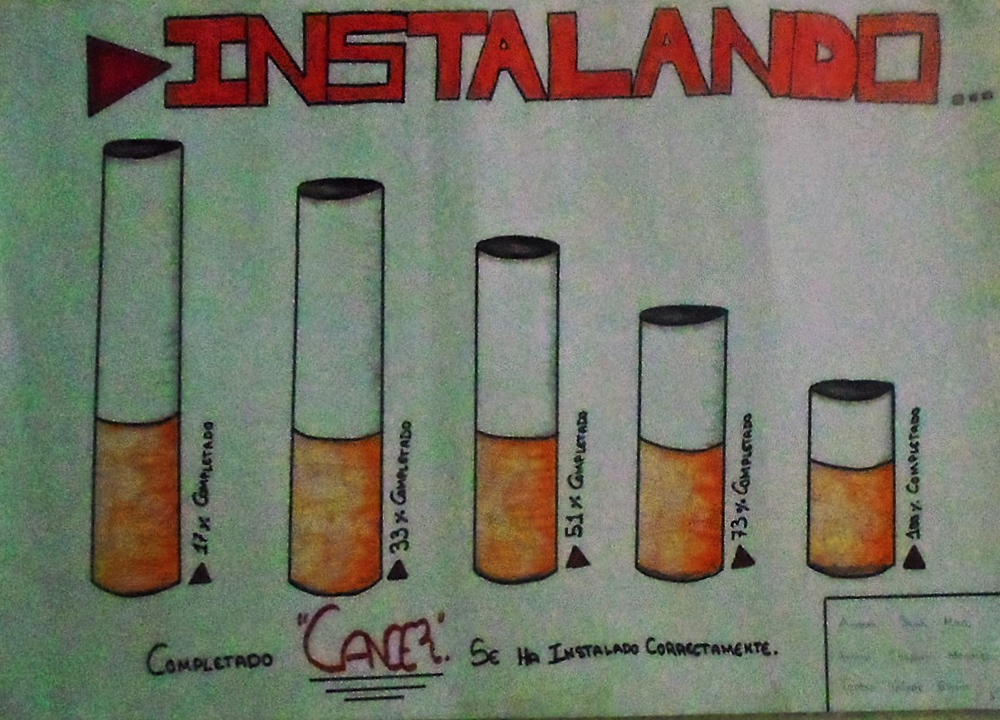 INSTALANDO...
17% COMPLETADO
33% COMPLETADO
51% COMPLETADO
73% COMPLETADO
100% COMPLETADO
COMPLETADO "CANCER". SE HA INSTALADO CORRECTAMENTE.